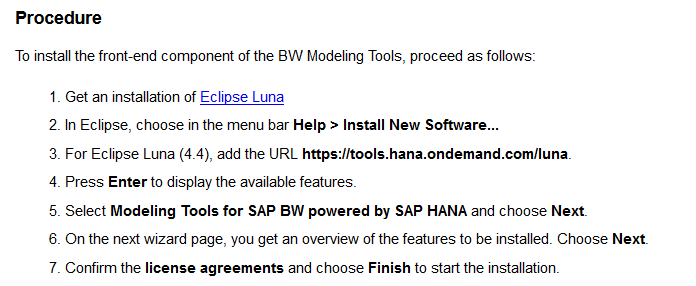 Procedure
To install the front-end component of the BW Modeling Tools, proceed as follows:
1. Get an installation of Eclipse Luna
2. In Eclipse, choose in the menu bar Help > Install New Software...
3. For Eclipse Luna (4.4), add the URL https://tools.hana.ondemand.com/luna.
4. Press Enter to display the available features.
5. Select Modeling Tools for SAP BW powered by SAP HANA and choose Next.
6. On the next wizard page, you get an overview of the features to be installed. Choose Next.
7. Confirm the license agreements and choose Finish to start the installation.